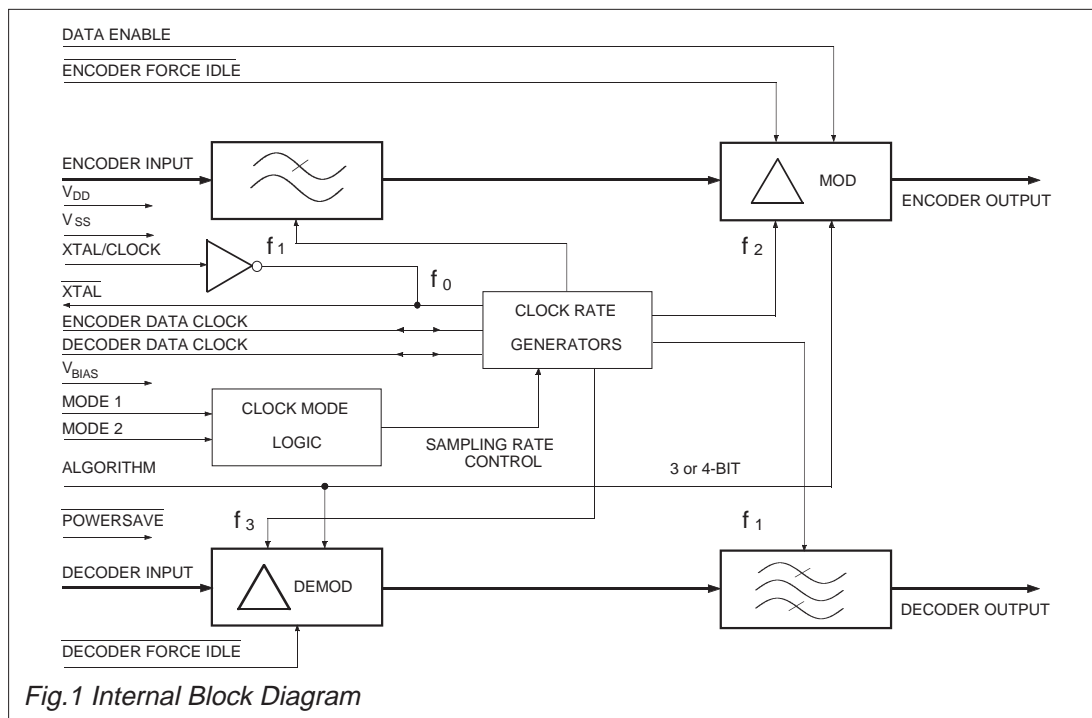 DATA ENABLE
ENCODER FORCE IDLE
ENCODER INPUT
MOD
ENCODER OUTPUT
VDD
VSS
XTAL/CLOCK
f1
f2
f0
XTAL
CLOCK RATE
GENERATORS
ENCODER DATA CLOCK
DECODER DATA CLOCK
VBIAS
MODE 1
MODE 2
CLOCK MODE
LOGIC
SAMPLING RATE
CONTROL
ALGORITHM
3 or 4-BIT
POWERSAVE
f3
f1
DECODER INPUT
DEMOD
DECODER OUTPUT
DECODER FORCE IDLE
Fig.1 Internal Block Diagram